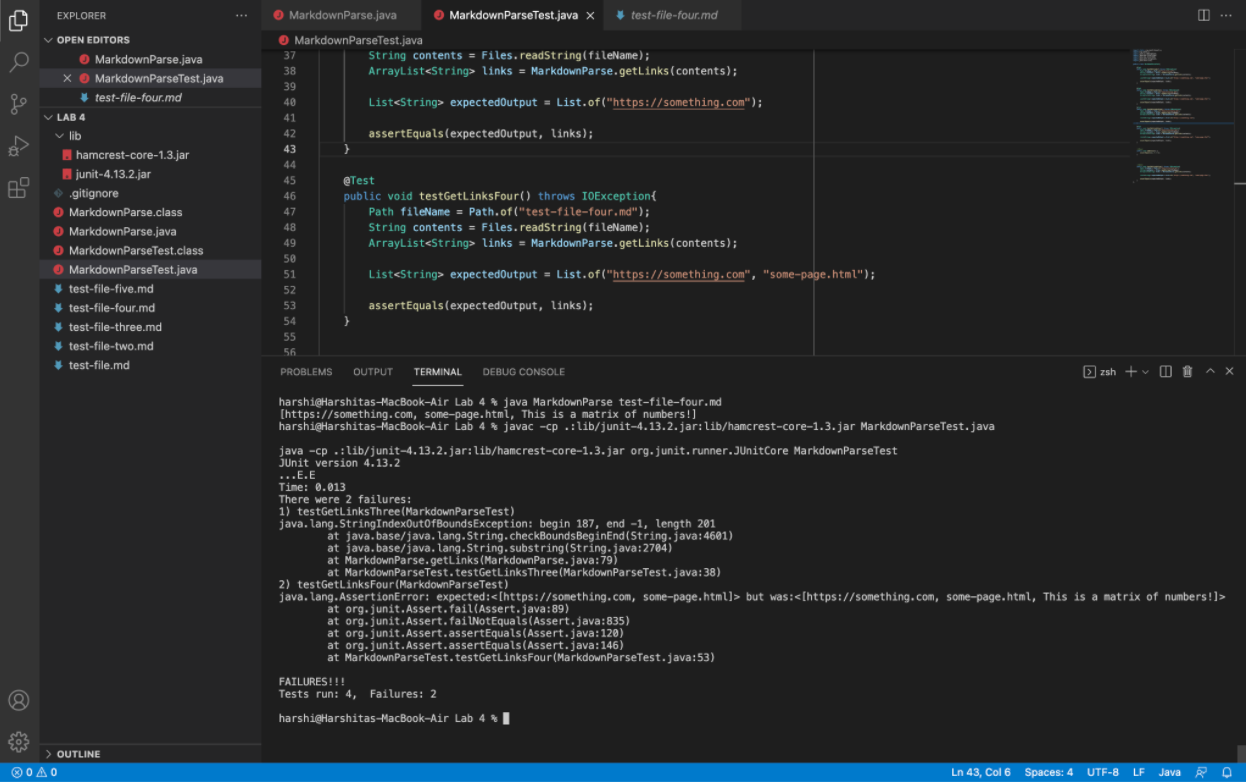 EXPLORER
OPEN EDITORS
MarkdownParse.java
MarkdownParseTest.java
test-file-four.md
LAB 4
lib
hamcrest-core-1.3.jar
junit-4.13.2.jar
.gitignore
MarkdownParse.class
MarkdownParse.java
MarkdownParseTest.class
MarkdownParseTest.java
test-file-five.md
test-file-four.md
test-file-three.md
test-file-two.md
test-file.md
OUTLINE
MarkdownParse.java MarkdownParseTest.java test-file-four.md
MarkdownParseTest.java
37 String contents = Files.readString(fileName);
38 ArrayList<String> links = MarkdownParse.getLinks(contents);
39
40 List<String> expectedOutput = List.of("https://something.com");
41
42 assertEquals(expectedOutput, links);
43 }
44
45 @Test
46 public void testGetLinksFour() throws IOException{
47 Path fileName = Path.of("test-file-four.md");
48 String contents = Files.readString(fileName);
49 ArrayList<String> links = MarkdownParse.getLinks(contents);
50
51 List<String> expectedOutput = List.of("https://something.com", "some-page.html");
52
53 assertEquals(expectedOutput, links);
54 }
55
56
PROBLEMS OUTPUT TERMINAL DEBUG CONSOLE zsh
harshi@Harshitas-MacBook-Air Lab 4 % java MarkdownParse test-file-four.md
[https://something.com, some-page.html, This is a matrix of numbers!]
harshi@Harshitas-MacBook-Air Lab 4 % javac -cp .:lib/junit-4.13.2.jar:lib/hamcrest-core-1.3.jar MarkdownParseTest.java
java -cp .:lib/junit-4.13.2.jar:lib/hamcrest-core-1.3.jar org.junit.runner.JUnitCore MarkdownParseTest
JUnit version 4.13.2
...E.E
Time: 0.013
There were 2 failures:
1) testGetLinksThree(MarkdownParseTest)
java.lang.StringIndexOutOfBoundsException: begin 187, end -1, length 201
at java.base/java.lang.String.checkBoundsBeginEnd(String.java:4601)
at java.base/java.lang.String.substring(String.java:2704)
at MarkdownParse.getLinks(MarkdownParse.java:79)
at MarkdownParseTest.testGetLinksThree(MarkdownParseTest.java:38)
2) testGetLinksFour(MarkdownParseTest)
java.lang.AssertionError: expected:<[https://something.com, some-page.html]> but was:<[https://something.com, some-page.html, This is a matrix of numbers!]>
at org.junit.Assert.fail(Assert.java:89)
at org.junit.Assert.failNotEquals(Assert.java:835)
at org.junit.Assert.assertEquals(Assert.java:120)
at org.junit.Assert.assertEquals(Assert.java:146)
at MarkdownParseTest.testGetLinksFour(MarkdownParseTest.java:53)
FAILURES!!!
Tests run: 4,  Failures: 2
harshi@Harshitas-MacBook-Air Lab 4 %
0 0 Ln 43, Col 6 Spaces: 4 UTF-8 LF Java